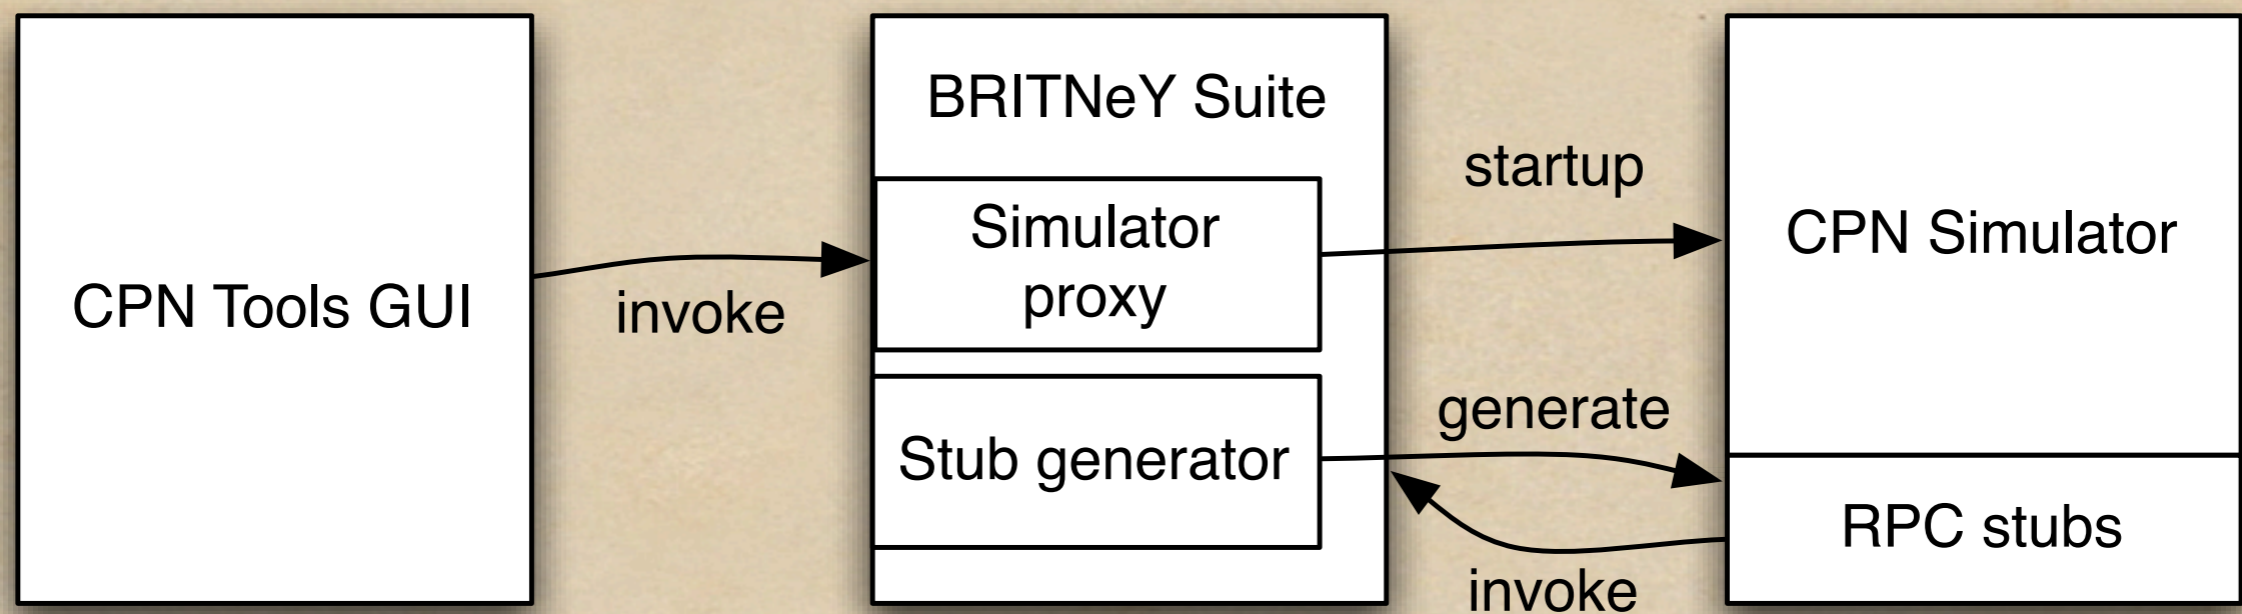 CPN Tools GUI
invoke
BRITNeY Suite
Simulator
proxy
Stub generator
startup
generate
invoke
CPN Simulator
RPC stubs